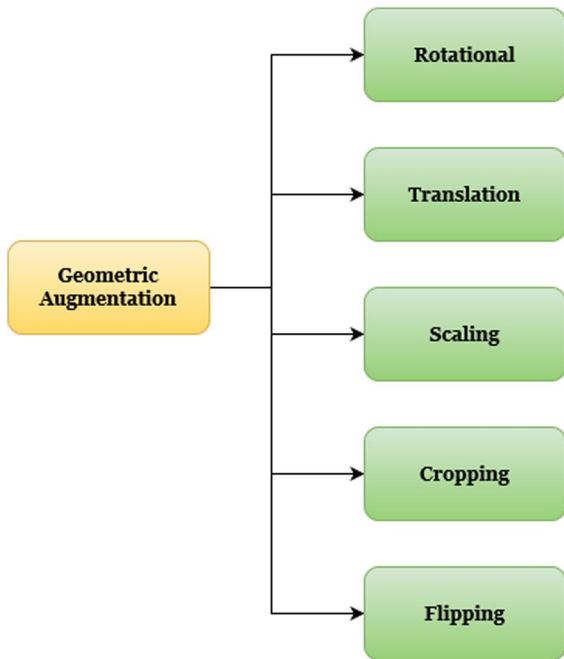 Rotational
Translation
Geometric
Augmentation
Scaling
Cropping
Flipping